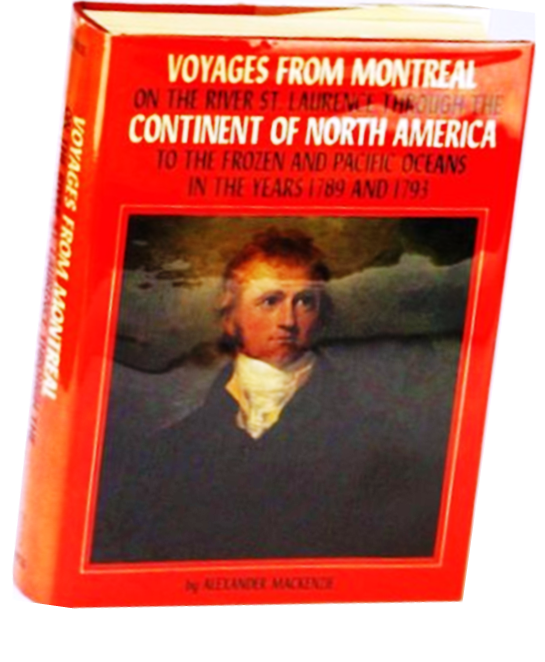 VOYAGES FROM MONTREAL
ON THE RIVER ST. LAURENCE THROUGH THE
CONTINENT OF NORTH AMERICA
TO THE FROZEN AND PACIFIC OCEANS
IN THE YEARS 1789 AND 1793
by ALEXANDER MACKENZIE
VOYAGES FROM MONTREAL